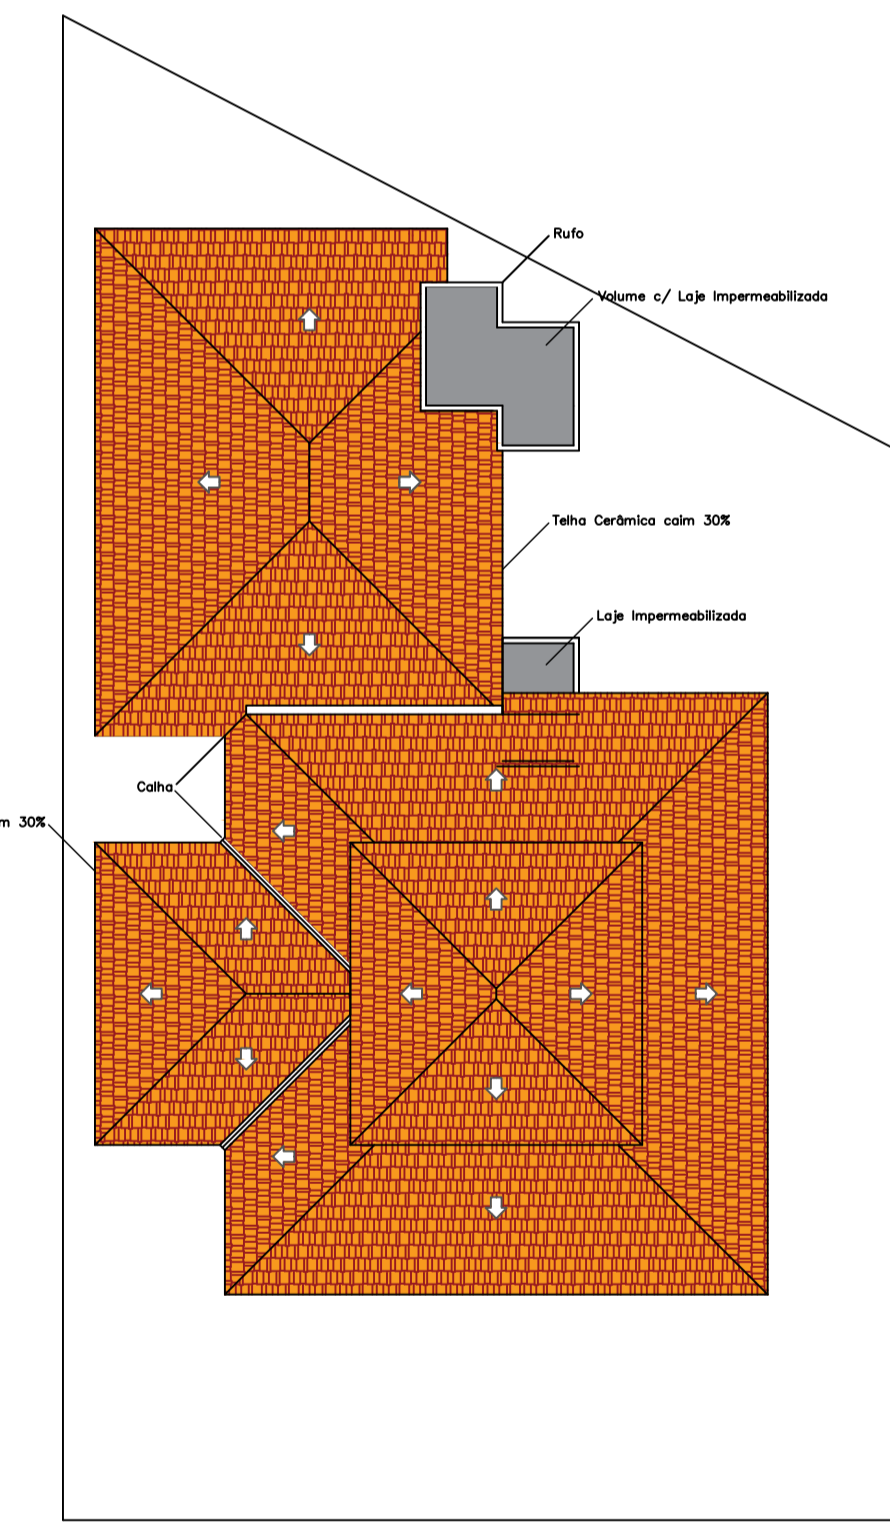 Rufo
Volume c/ Laje Impermeabilizada
Telha Cerâmica caim 30%
Laje Impermeabilizada
Calha
m 30%